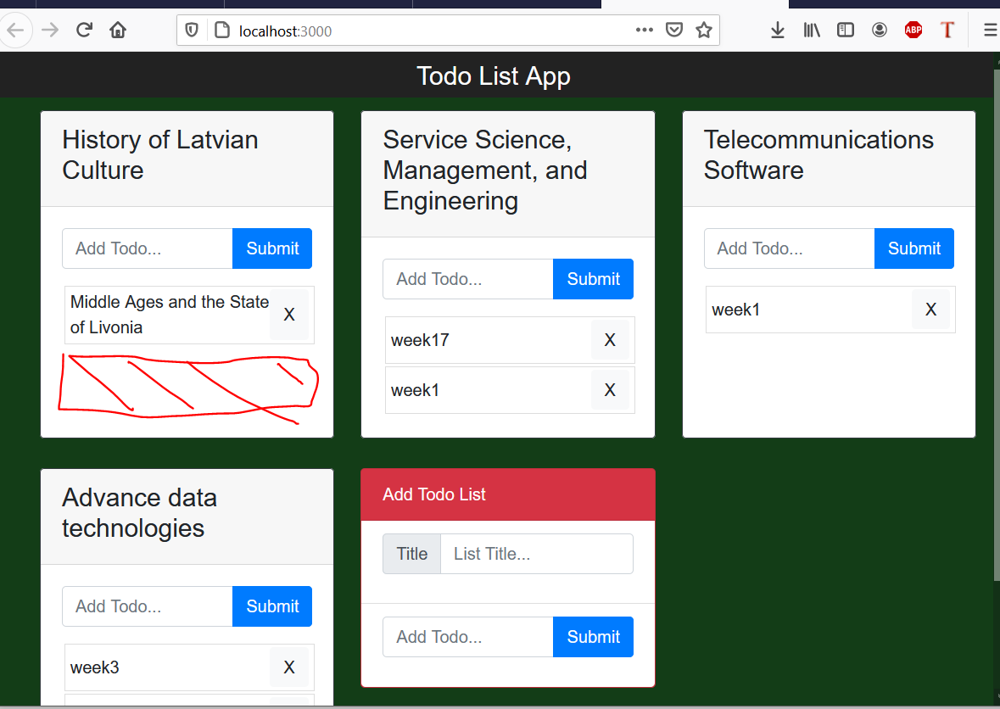 localhost:3000
ABP
T
Todo List App
History of Latvian
Culture
Add Todo...
Submit
Middle Ages and the State
of Livonia
X
Service Science,
Management, and
Engineering
Add Todo...
Submit
week17
X
week1
X
Telecommunications
Software
Add Todo...
Submit
week1
X
Advance data
technologies
Add Todo...
Submit
week3
X
Add Todo List
Title
List Title...
Add Todo...
Submit